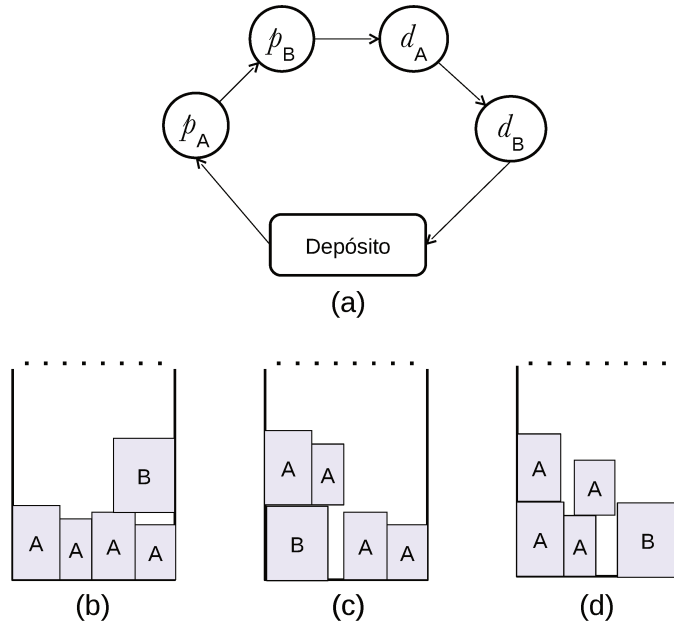 p_B d_A
p_A d_B
Depósito
(a)
B
A A A A
A A
B A A
A A
A A B
(b) (c) (d)